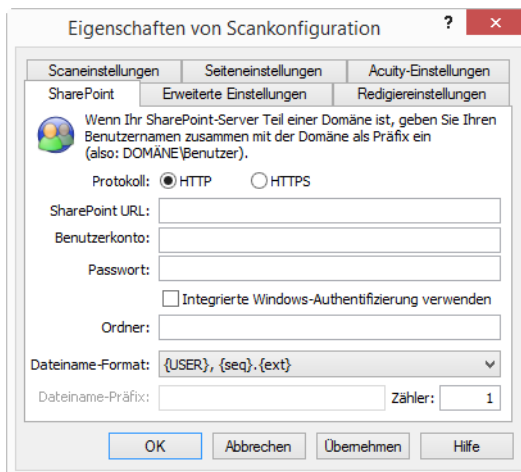 Eigenschaften von Scankonfiguration ?
Scaneinstellungen Seiteneinstellungen Acuity-Einstellungen
SharePoint Erweiterte Einstellungen Redigiereinstellungen
Wenn Ihr SharePoint-Server Teil einer Domäne ist, geben Sie Ihren
Benutzernamen zusammen mit der Domäne als Präfix ein
(also: DOMÄNE\Benutzer).
Protokoll: HTTP HTTPS
SharePoint URL:
Benutzerkonto:
Passwort:
Integrierte Windows-Authentifizierung verwenden
Ordner:
Dateiname-Format: {USER}, {seq}.{ext}
Dateiname-Präfix: Zähler: 1
OK Abbrechen Übernehmen Hilfe